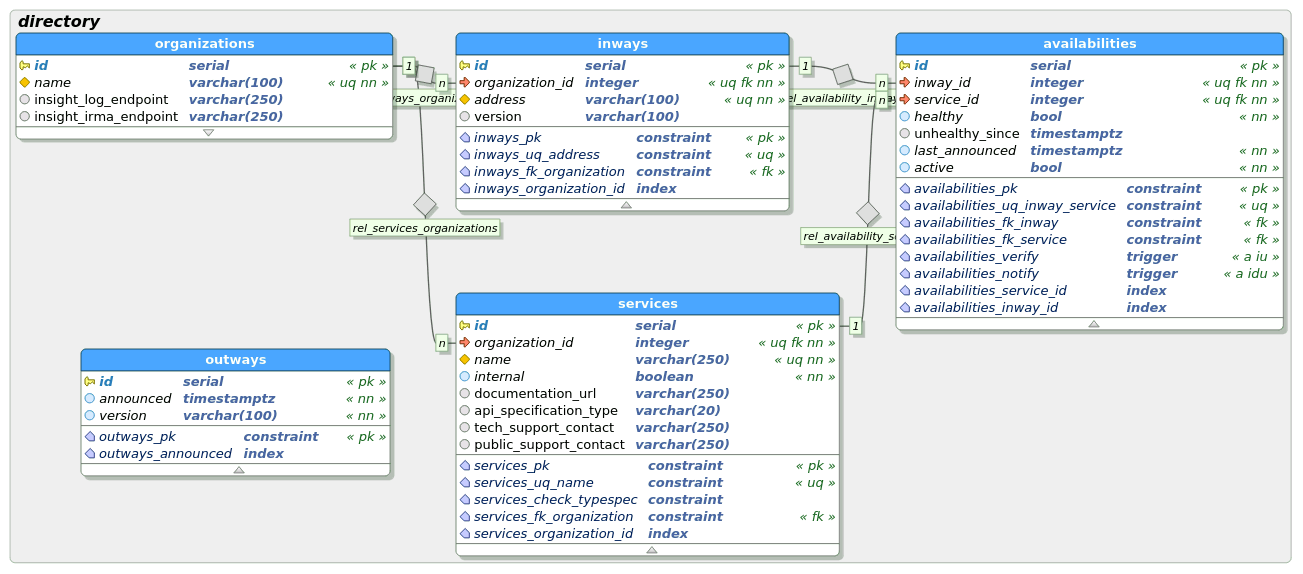 directory
organizations
id serial « pk »
name varchar(100) « uq nn »
insight_log_endpoint varchar(250)
insight_irma_endpoint varchar(250)
1
n
inways
id serial « pk »
organization_id integer « uq fk nn »
address varchar(100) « uq nn »
version varchar(100)
inways_pk constraint « pk »
inways_uq_address constraint « uq »
inways_fk_organization constraint « fk »
inways_organization_id index
1
n
n
availabilities
id serial « pk »
inway_id integer « uq fk nn »
service_id integer « uq fk nn »
healthy bool « nn »
unhealthy_since timestamptz
last_announced timestamptz « nn »
active bool « nn »
availabilities_pk constraint « pk »
availabilities_uq_inway_service constraint « uq »
availabilities_fk_inway constraint « fk »
availabilities_fk_service constraint « fk »
availabilities_verify trigger « a iu »
availabilities_notify trigger « a idu »
availabilities_service_id index
availabilities_inway_id index
rel_services_organizations
services
id serial « pk »
organization_id integer « uq fk nn »
name varchar(250) « uq nn »
internal boolean « nn »
documentation_url varchar(250)
api_specification_type varchar(20)
tech_support_contact varchar(250)
public_support_contact varchar(250)
services_pk constraint « pk »
services_uq_name constraint « uq »
services_check_typespec constraint
services_fk_organization constraint « fk »
services_organization_id index
n
1
outways
id serial « pk »
announced timestamptz « nn »
version varchar(100) « nn »
outways_pk constraint « pk »
outways_announced index